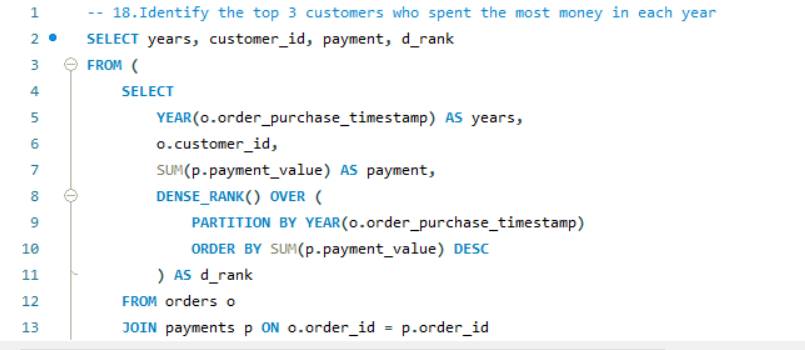 1 -- 18.Identify the top 3 customers who spent the most money in each year
2 SELECT years, customer_id, payment, d_rank
3 FROM (
4 SELECT
5 YEAR(o.order_purchase_timestamp) AS years,
6 o.customer_id,
7 SUM(p.payment_value) AS payment,
8 DENSE_RANK() OVER (
9 PARTITION BY YEAR(o.order_purchase_timestamp)
10 ORDER BY SUM(p.payment_value) DESC
11 ) AS d_rank
12 FROM orders o
13 JOIN payments p ON o.order_id = p.order_id